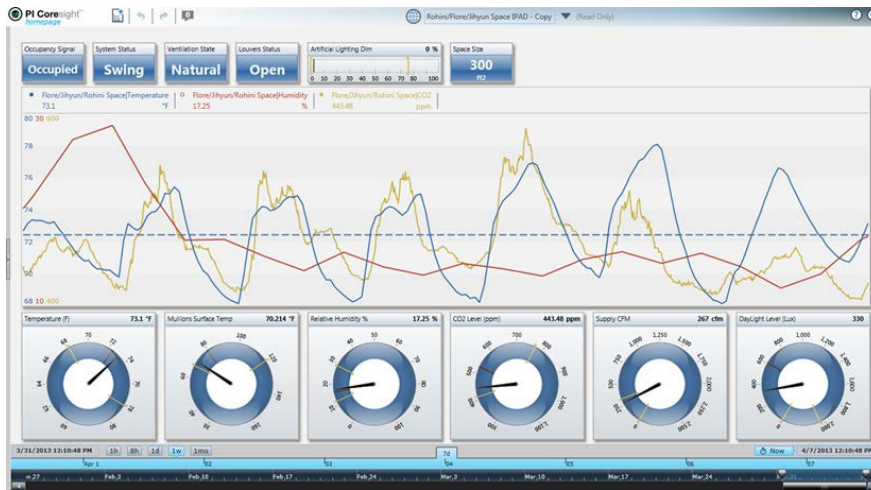 PI Coresight™ Rohini/Flore/Jihyun Space IPAD - Copy (Read Only)
homepage
Occupancy Signal System Status Ventilation State Louvers Status Artificial Lighting Dim 0 % Space Size
Occupied Swing Natural Open 300
ft2
0 10 20 30 40 50 60 70 80 100
Flore/Jihyun/Rohini Space|Temperature Flore/Jihyun/Rohini Space|Humidity Flore/Jihyun/Rohini Space|CO2
73.1 °F 17.25 % 443.48 ppm
80 30 800
78
76
74
72
70
68 10 400
Temperature (F) 73.1 °F Mullions Surface Temp 70.214 °F Relative Humidity % 17.25 % CO2 Level (ppm) 443.48 ppm Supply CFM 267 cfm DayLight Level (Lux) 330
3/31/2013 12:10:48 PM 1h 8h 1d 1w 1mo 7d Now 4/7/2013 12:10:48 PM
Apr 1 02 03 04 05 06 07
Feb,3 Feb,10 Feb,17 Feb,24 Mar,3 Mar,10 Mar,17 Mar,24